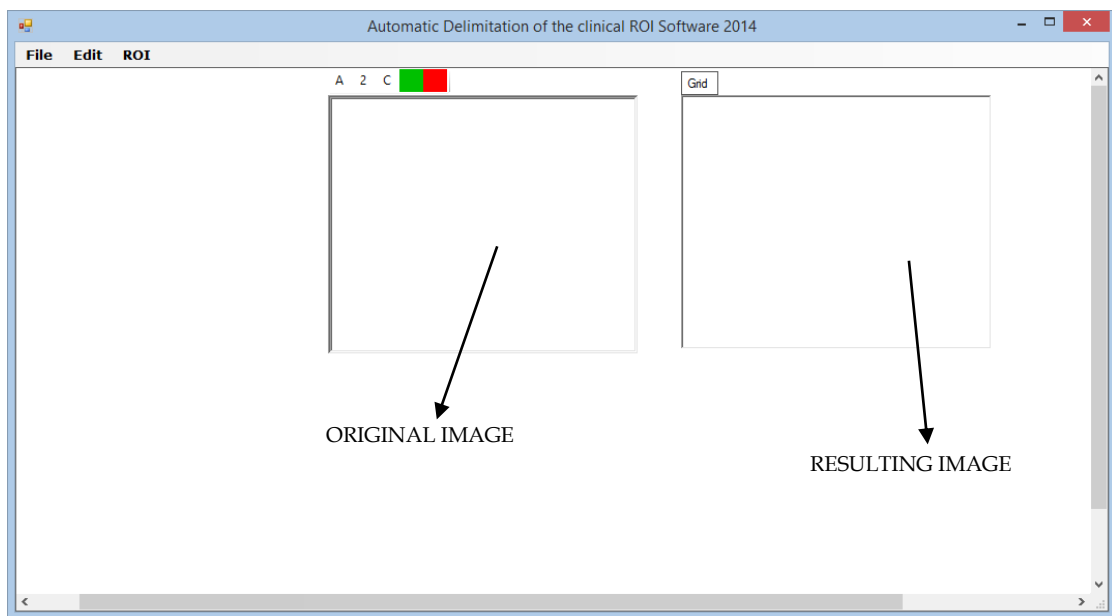 Automatic Delimitation of the clinical ROI Software 2014
File Edit ROI
A 2 C
Grid
ORIGINAL IMAGE
RESULTING IMAGE